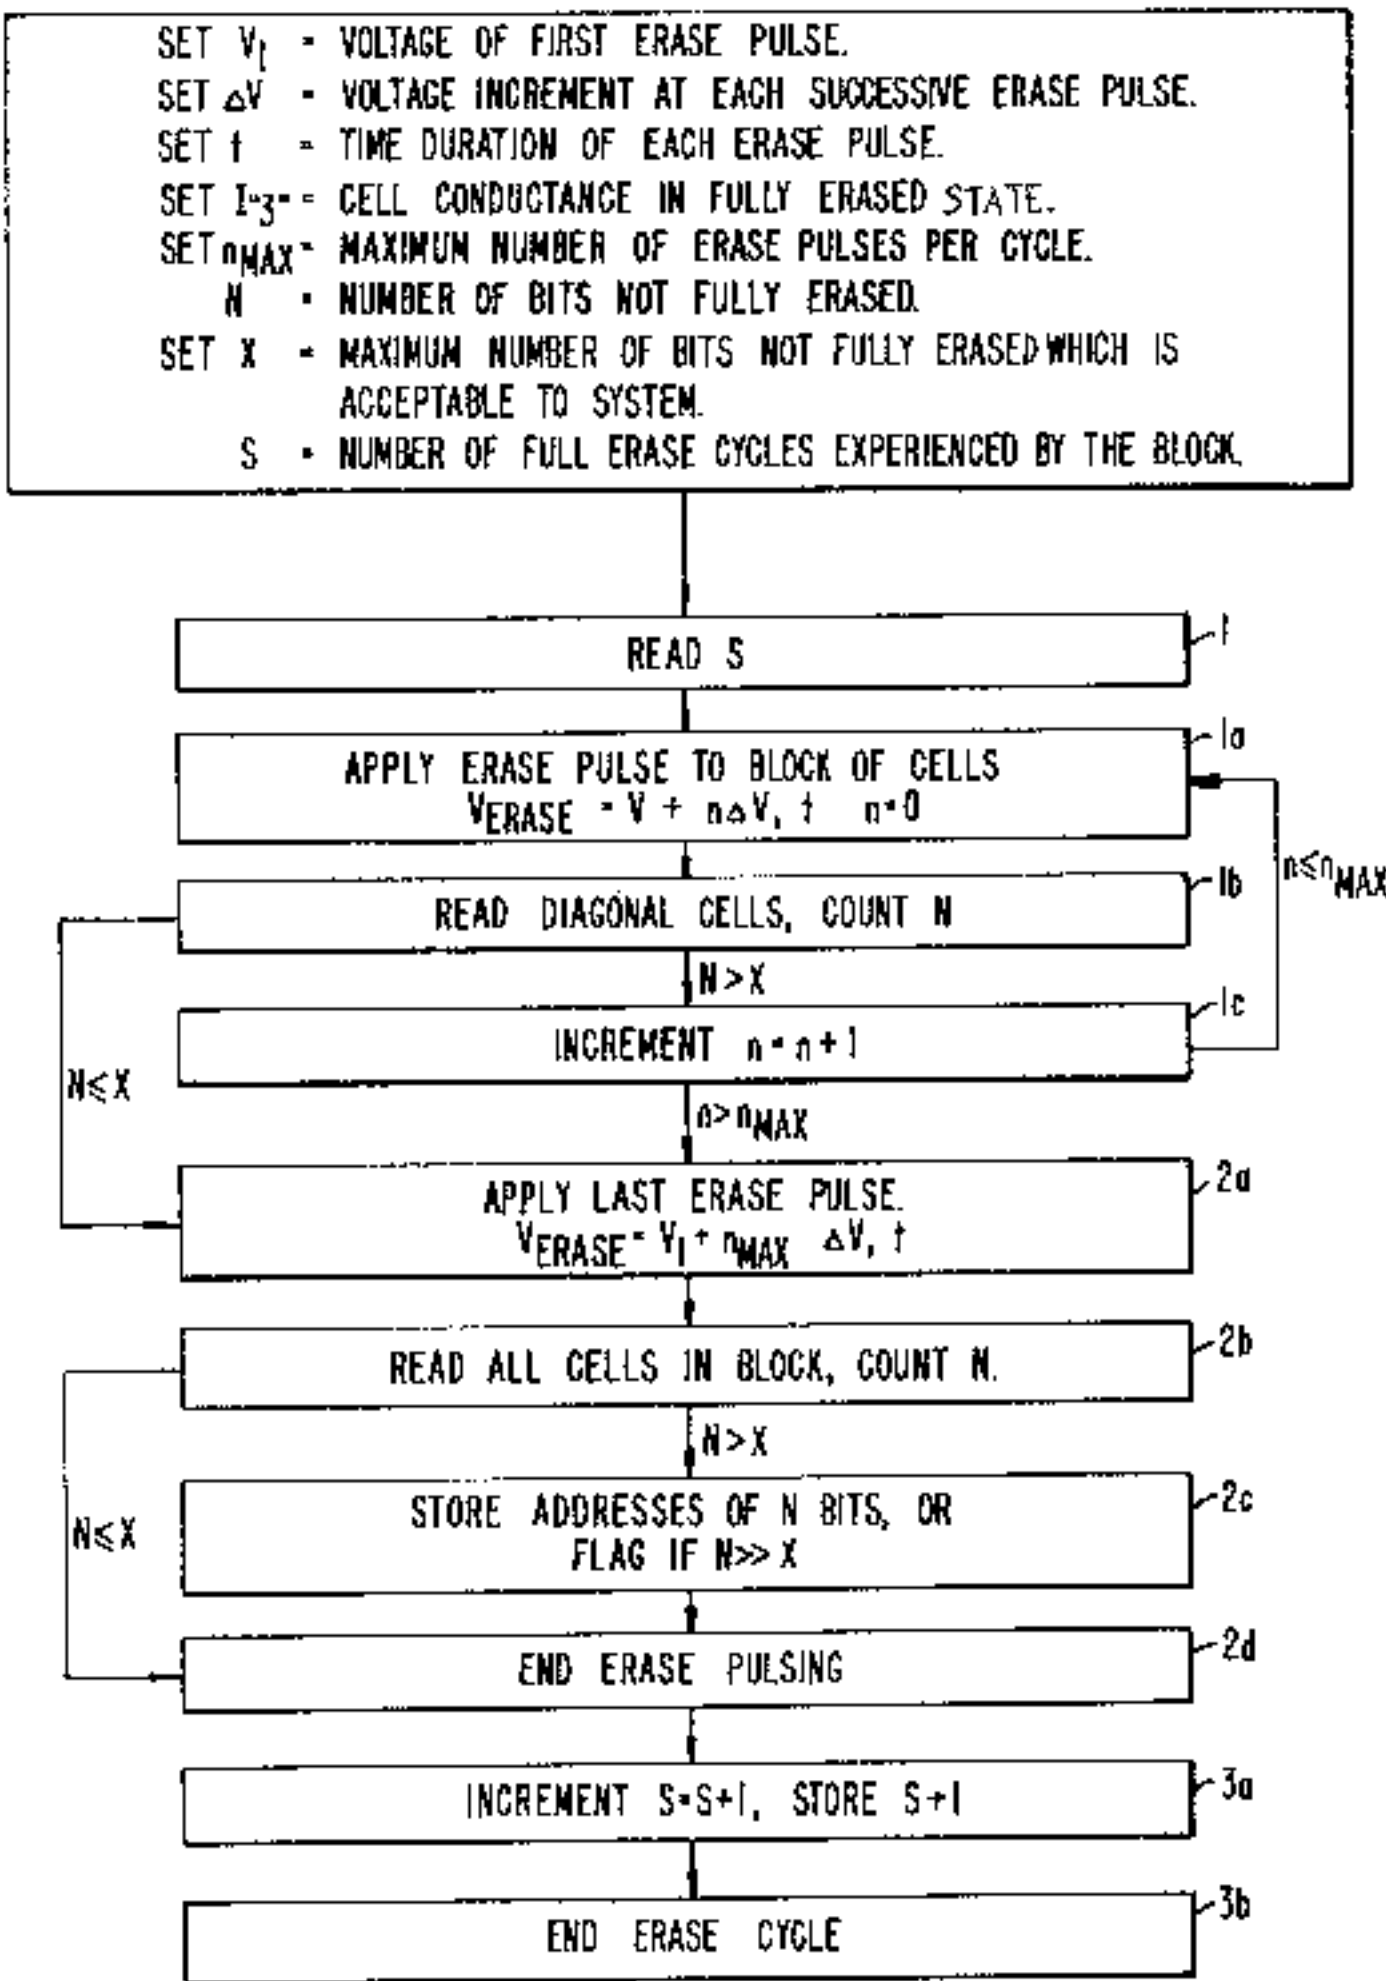 SET V1 = VOLTAGE OF FIRST ERASE PULSE.
SET △V = VOLTAGE INCREMENT AT EACH SUCCESSIVE ERASE PULSE.
SET t = TIME DURATION OF EACH ERASE PULSE.
SET I"3" = CELL CONDUCTANCE IN FULLY ERASED STATE.
SET nMAX = MAXIMUM NUMBER OF ERASE PULSES PER CYCLE.
N = NUMBER OF BITS NOT FULLY ERASED.
SET X = MAXIMUM NUMBER OF BITS NOT FULLY ERASED WHICH IS
ACCEPTABLE TO SYSTEM.
S = NUMBER OF FULL ERASE CYCLES EXPERIENCED BY THE BLOCK.
READ S
1
APPLY ERASE PULSE TO BLOCK OF CELLS
VERASE = V + n△V, t n=0
1a
n≤nMAX
READ DIAGONAL CELLS, COUNT N
1b
N>X
INCREMENT n=n+1
1c
N≤X
n>nMAX
APPLY LAST ERASE PULSE.
VERASE = V1 + nMAX △V, t
2a
READ ALL CELLS IN BLOCK, COUNT N.
2b
N>X
STORE ADDRESSES OF N BITS, OR
FLAG IF N>>X
2c
N≤X
END ERASE PULSING
2d
INCREMENT S=S+1, STORE S+1
3a
END ERASE CYCLE
3b